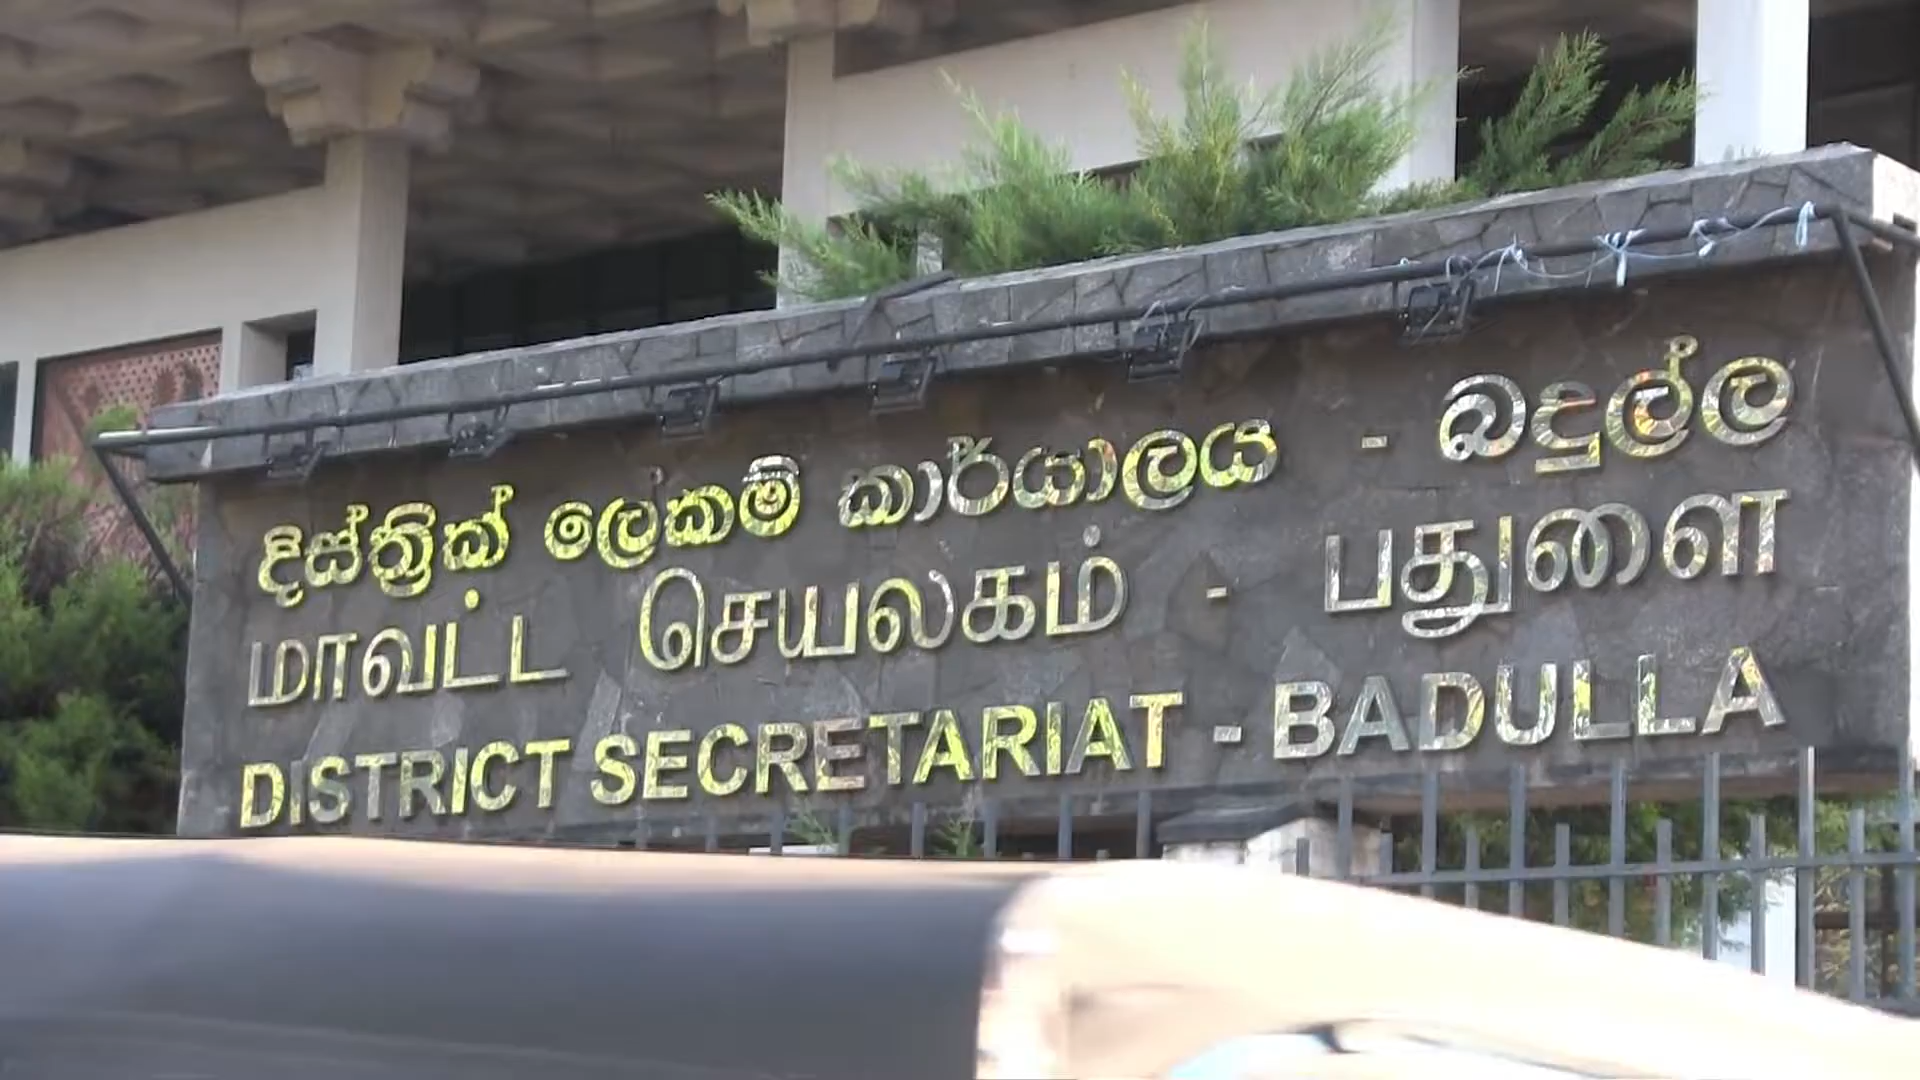 දිස්ත්‍රික් ලේකම් කාර්යාලය - බදුල්ල
மாவட்ட செயலகம் - பதுளை
DISTRICT SECRETARIAT - BADULLA